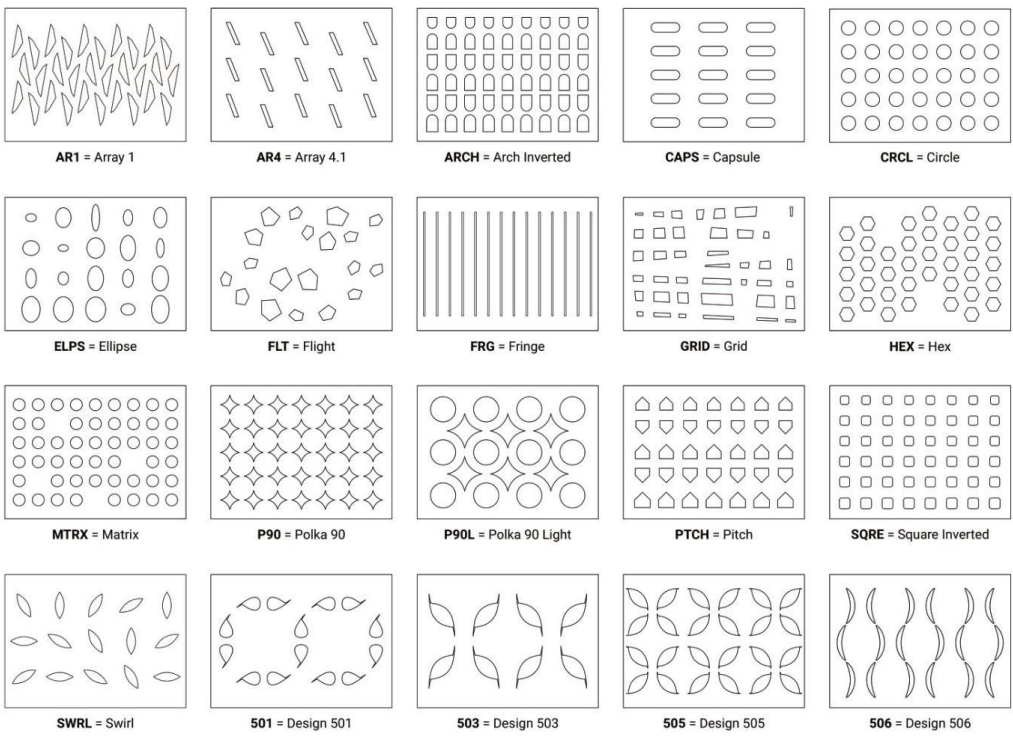 AR1 = Array 1
AR4 = Array 4.1
ARCH = Arch Inverted
CAPS = Capsule
CRCL = Circle
ELPS = Ellipse
FLT = Flight
FRG = Fringe
GRID = Grid
HEX = Hex
MTRX = Matrix
P90 = Polka 90
P90L = Polka 90 Light
PTCH = Pitch
SQRE = Square Inverted
SWRL = Swirl
501 = Design 501
503 = Design 503
505 = Design 505
506 = Design 506